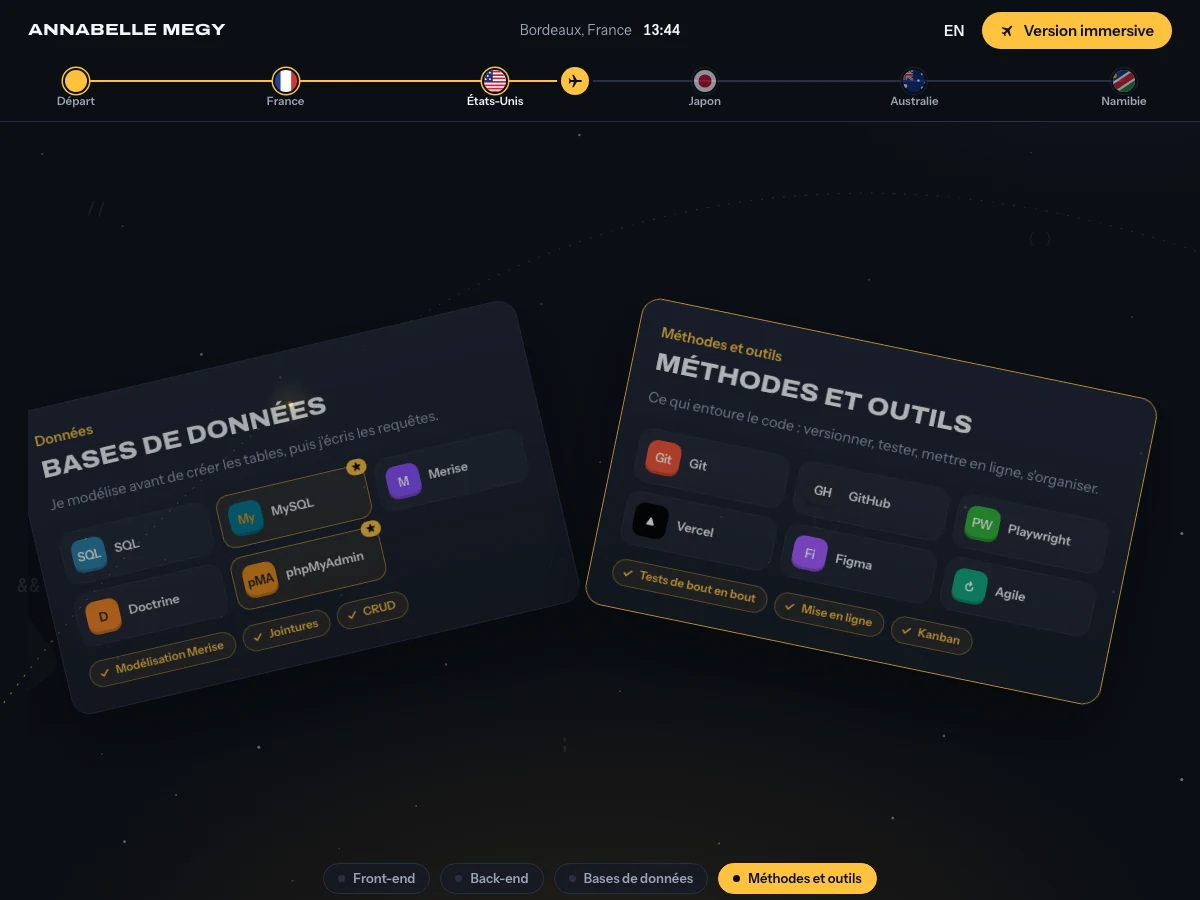 ANNABELLE MEGY
Bordeaux, France 13:44
EN
Version immersive
Départ
France
États-Unis
Japon
Australie
Namibie
//
( )
Données
BASES DE DONNÉES
Je modélise avant de créer les tables, puis j'écris les requêtes.
SQL SQL
My MySQL
M Merise
D Doctrine
pMA phpMyAdmin
Modélisation Merise
Jointures
CRUD
Méthodes et outils
MÉTHODES ET OUTILS
Ce qui entoure le code : versionner, tester, mettre en ligne, s'organiser.
Git Git
GH GitHub
PW Playwright
Vercel
Fi Figma
Agile
Tests de bout en bout
Mise en ligne
Kanban
&&
;
Front-end
Back-end
Bases de données
Méthodes et outils